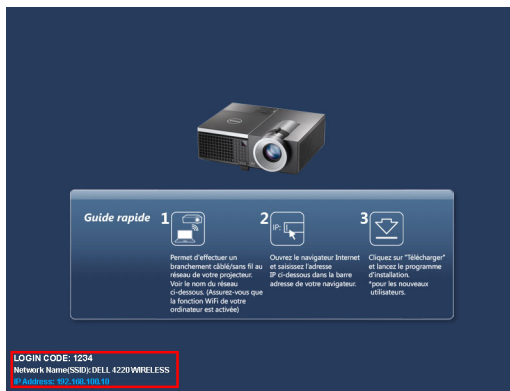 Guide rapide
1
IP:
2
3
Permet d'effectuer un
branchement câblé/sans fil au
réseau de votre projecteur.
Voir le nom du réseau
ci-dessous. (Assurez-vous que
la fonction WiFi de votre
ordinateur est activée)
Ouvrez le navigateur Internet
et saisissez l'adresse
IP ci-dessous dans la barre
adresse de votre navigateur.
Cliquez sur "Télécharger"
et lancez le programme
d'installation.
*pour les nouveaux
utilisateurs.
LOGIN CODE: 1234
Network Name(SSID): DELL 4220 WIRELESS
IP Address: 192.168.100.10